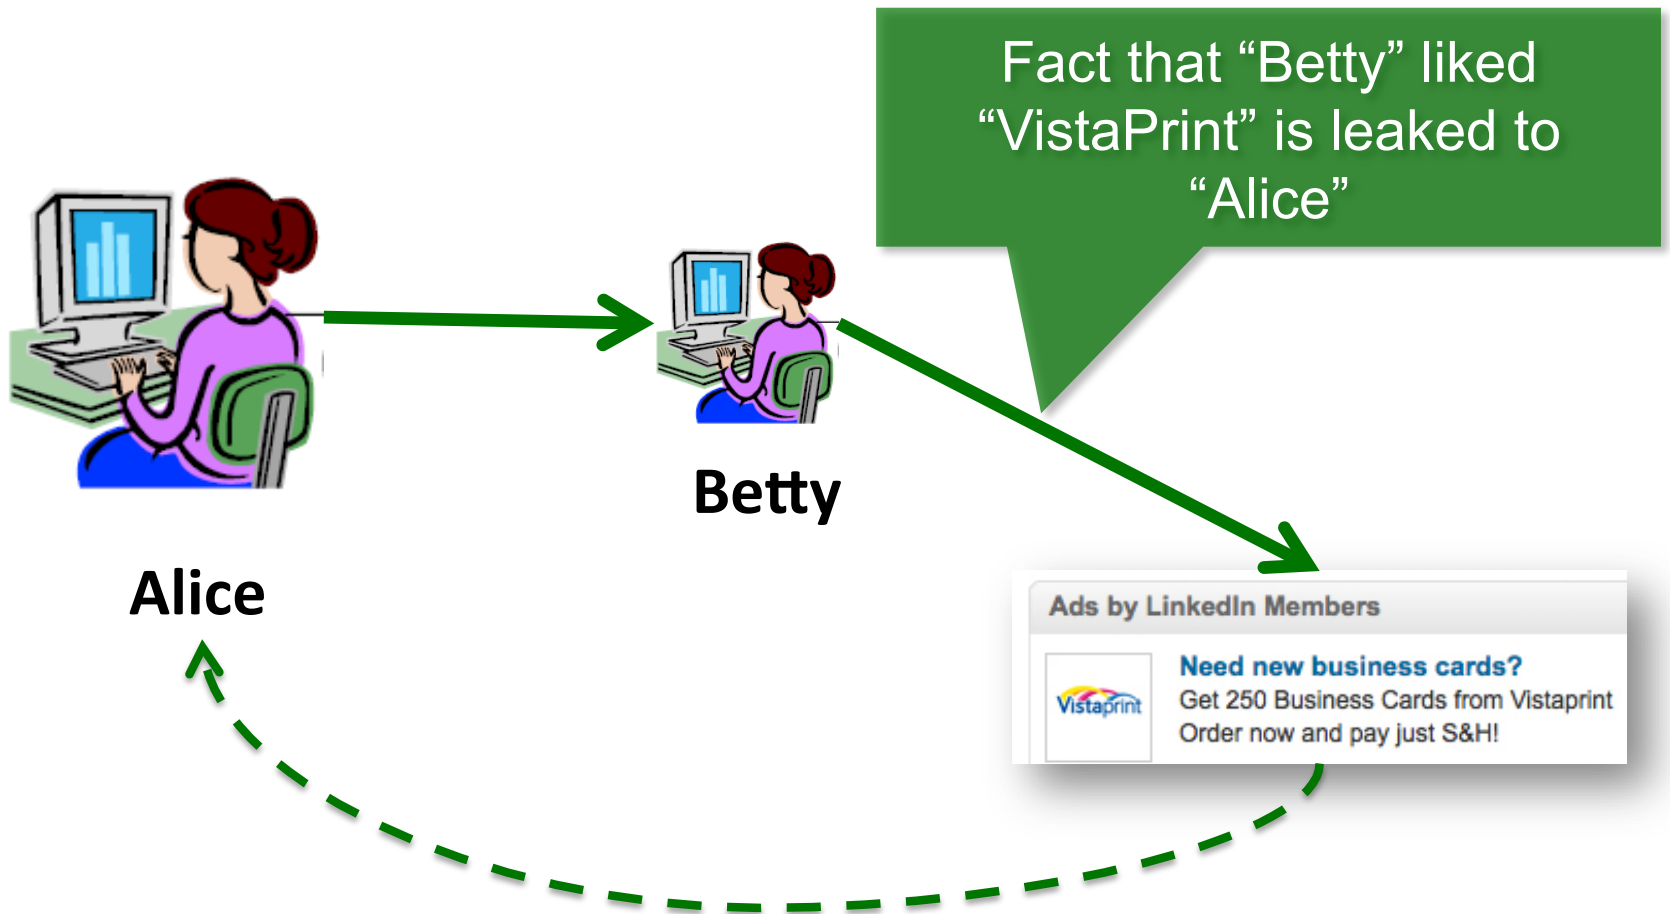 Fact that “Betty” liked
“VistaPrint” is leaked to
“Alice”
Betty
Alice
Ads by LinkedIn Members
Need new business cards?
Vistaprint
Get 250 Business Cards from Vistaprint
Order now and pay just S&H!